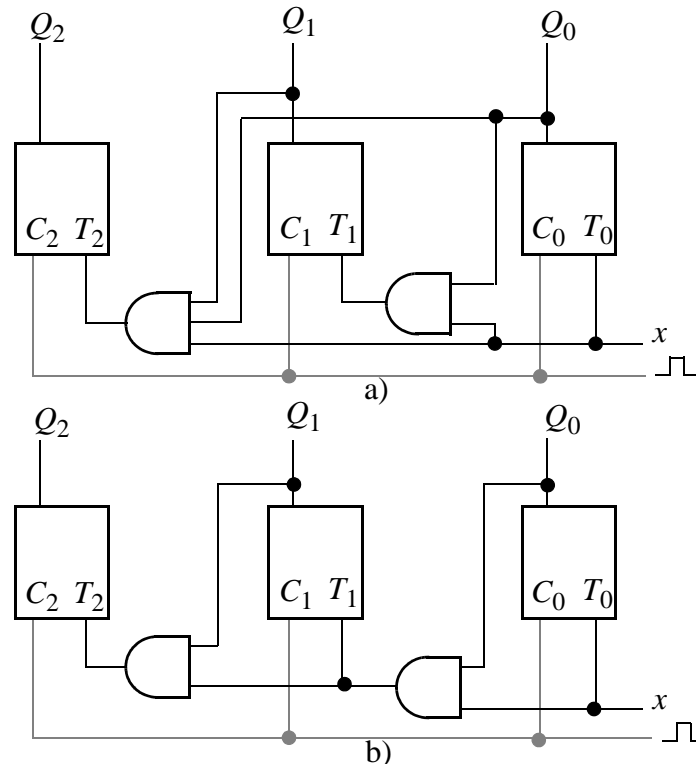 Q₂ Q₁ Q₀
C₂ T₂ C₁ T₁ C₀ T₀
x
a)
Q₂ Q₁ Q₀
C₂ T₂ C₁ T₁ C₀ T₀
x
b)